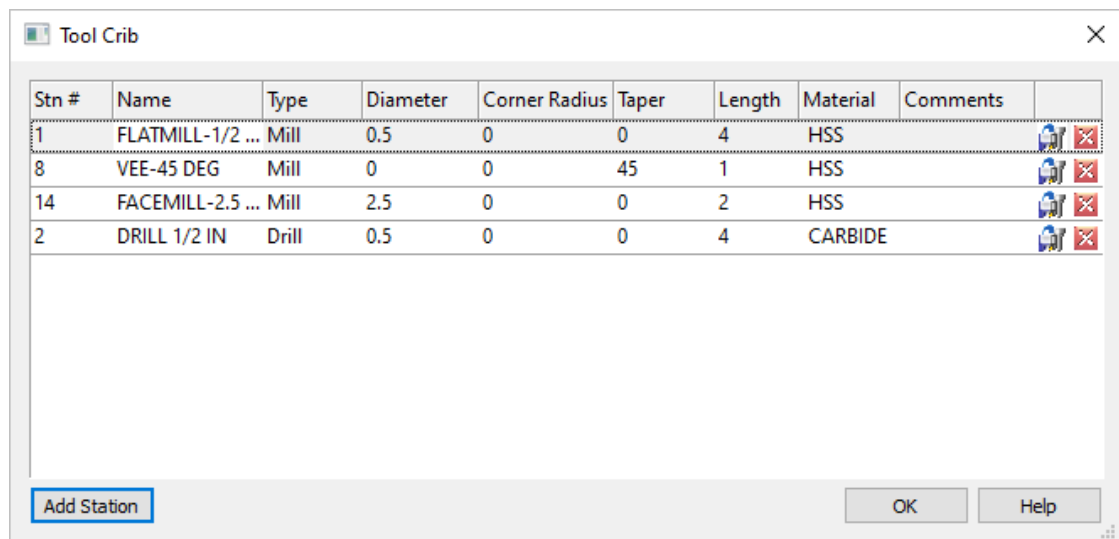 Tool Crib
Stn # Name Type Diameter Corner Radius Taper Length Material Comments
1 FLATMILL-1/2 ... Mill 0.5 0 0 4 HSS
8 VEE-45 DEG Mill 0 0 45 1 HSS
14 FACEMILL-2.5 ... Mill 2.5 0 0 2 HSS
2 DRILL 1/2 IN Drill 0.5 0 0 4 CARBIDE
Add Station OK Help